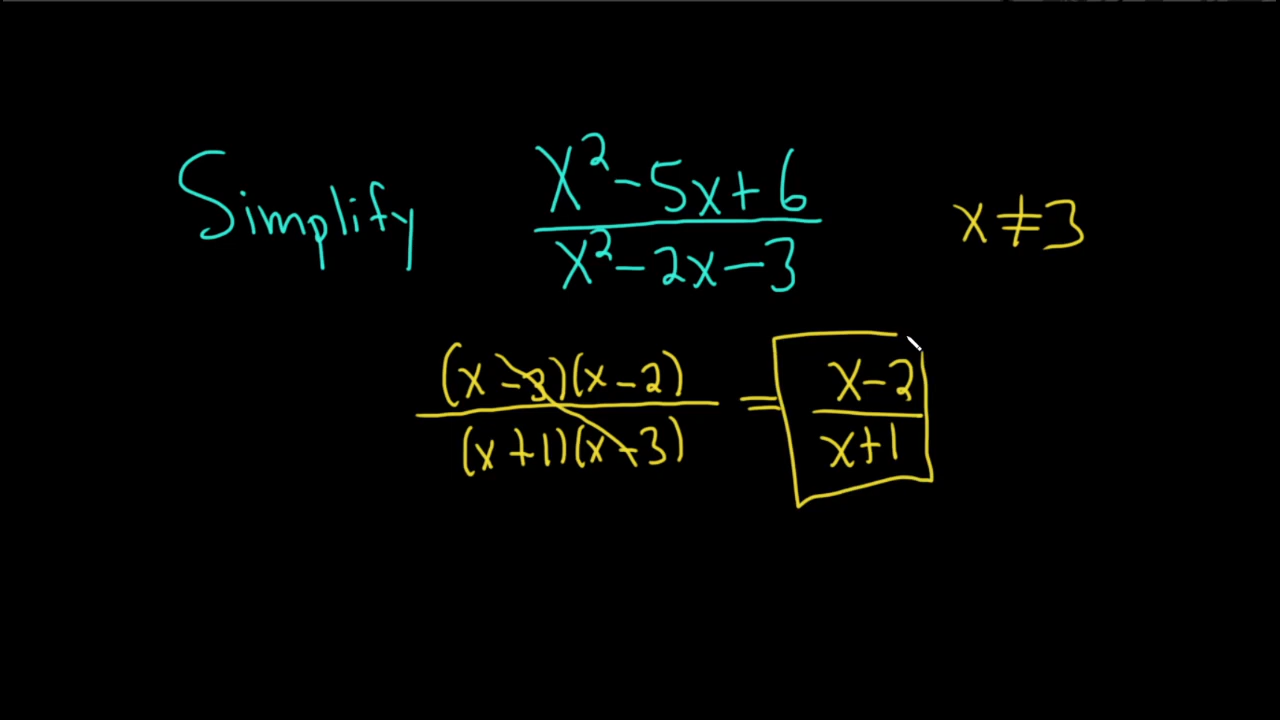 Simplify x²-5x+6 / x²-2x-3 x≠3
(x-3)(x-2) / (x+1)(x-3) = x-2 / x+1